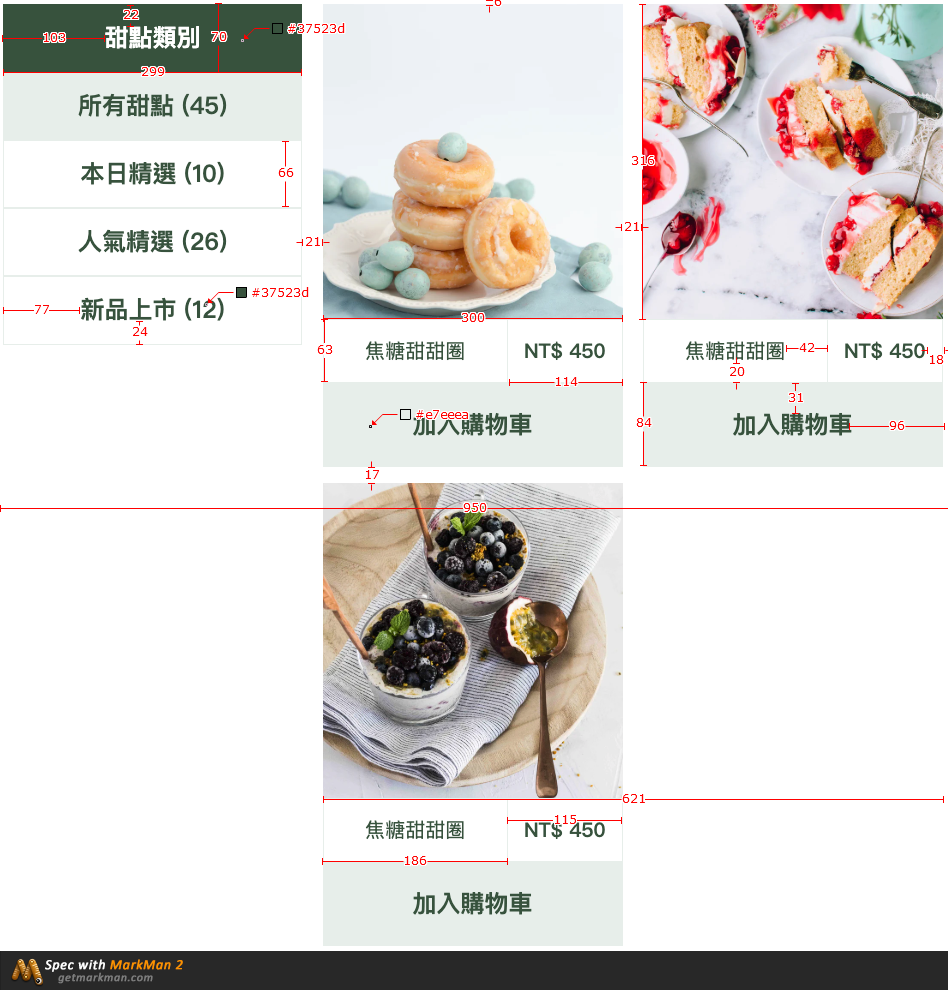 22
103
甜點類別
70
#37523d
299
所有甜點 (45)
本日精選 (10)
66
人氣精選 (26)
21
#37523d
77
新品上市 (12)
24
6
316
21
300
63
焦糖甜甜圈
NT$ 450
114
#e7eeea
加入購物車
17
焦糖甜甜圈
42
NT$ 450
18
20
31
84
加入購物車
96
950
621
焦糖甜甜圈
115
NT$ 450
186
加入購物車
Spec with MarkMan 2
getmarkman.com